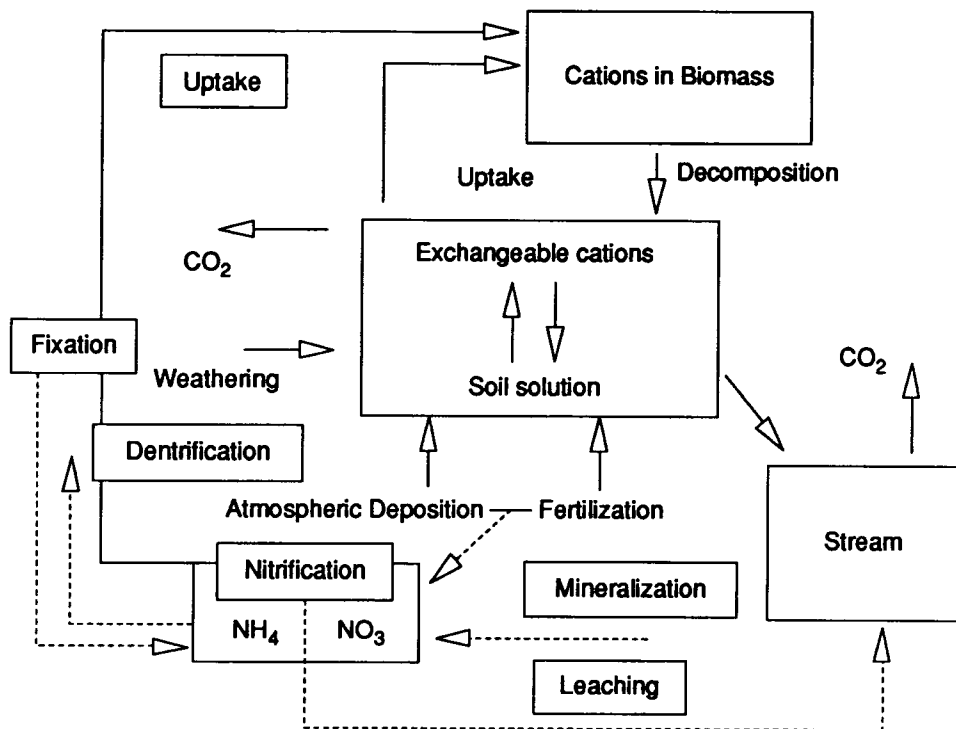 Uptake
Cations in Biomass
Uptake
Decomposition
CO₂
Exchangeable cations
Fixation
Weathering
Soil solution
CO₂
Dentrification
Atmospheric Deposition
Fertilization
Stream
Nitrification
Mineralization
NH₄
NO₃
Leaching